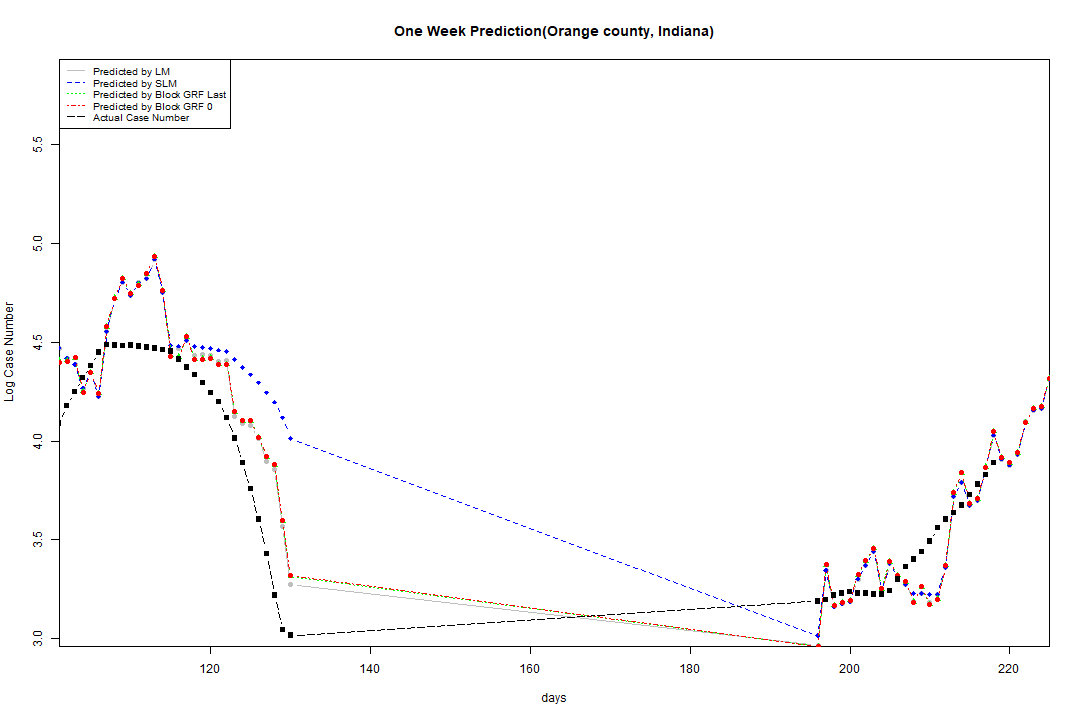 One Week Prediction(Orange county, Indiana)
Predicted by LM
Predicted by SLM
Predicted by Block GRF Last
Predicted by Block GRF 0
Actual Case Number
5.5
5.0
4.5
4.0
3.5
3.0
Log Case Number
120 140 160 180 200 220
days